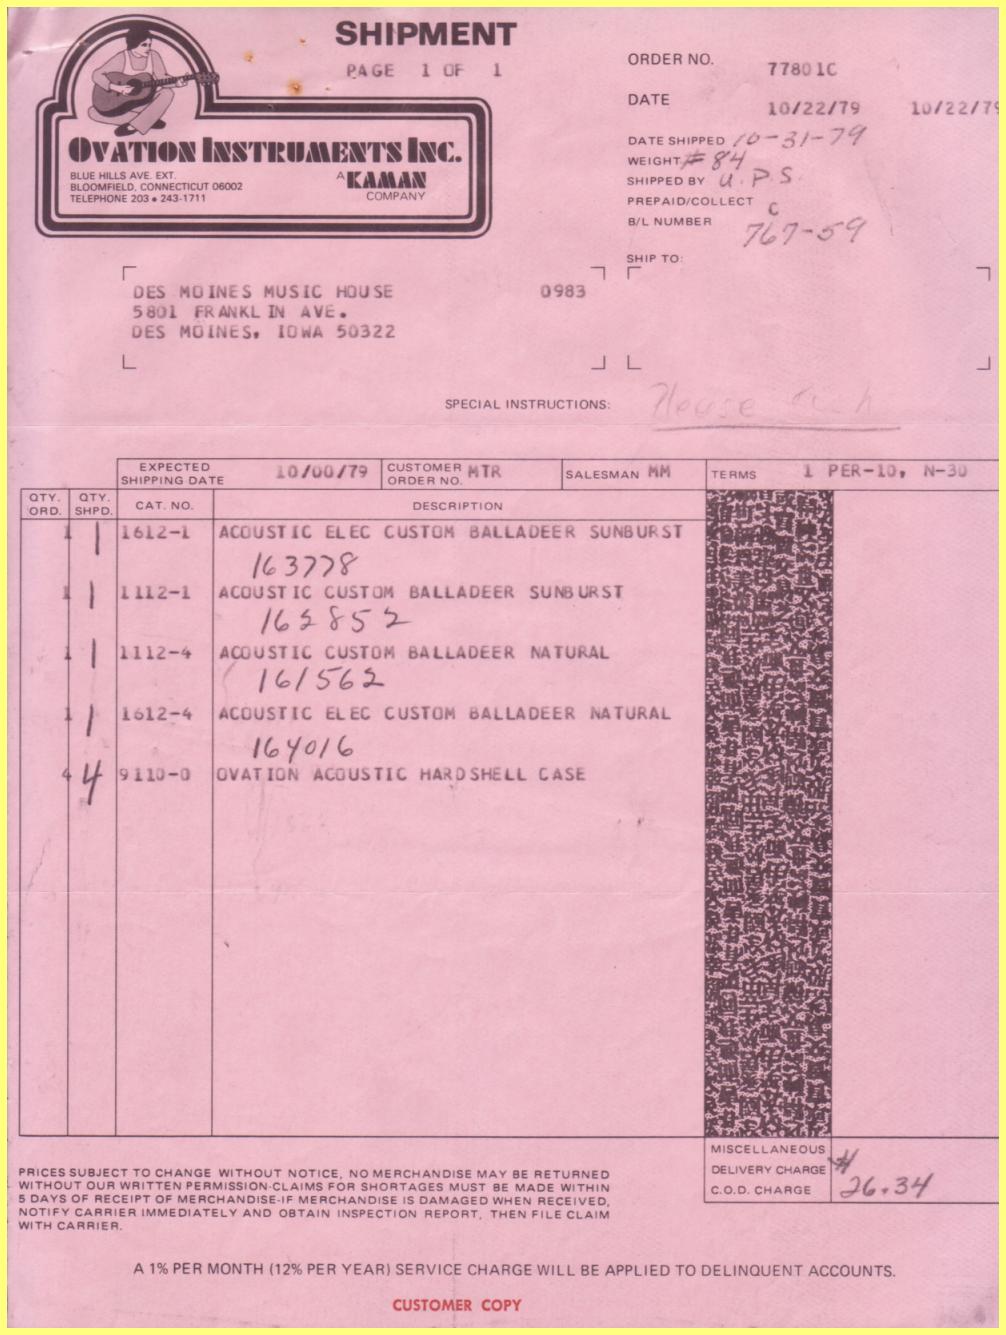 SHIPMENT
PAGE 1 OF 1
OVATION INSTRUMENTS INC.
BLUE HILLS AVE. EXT.
BLOOMFIELD, CONNECTICUT 06002
TELEPHONE 203 • 243-1711
A KAMAN
COMPANY
ORDER NO. 77801C
DATE 10/22/79 10/22/79
DATE SHIPPED 10-31-79
WEIGHT # 84
SHIPPED BY U.P.S.
PREPAID/COLLECT C
B/L NUMBER 767-59
SHIP TO:
DES MOINES MUSIC HOUSE 0983
5801 FRANKLIN AVE.
DES MOINES, IOWA 50322
SPECIAL INSTRUCTIONS: Please
EXPECTED SHIPPING DATE 10/00/79 CUSTOMER ORDER NO. MTR SALESMAN MM TERMS 1 PER-10, N-30
QTY. ORD. QTY. SHPD. CAT. NO. DESCRIPTION
1 1 1612-1 ACOUSTIC ELEC CUSTOM BALLADEER SUNBURST
163778
1 1 1112-1 ACOUSTIC CUSTOM BALLADEER SUNBURST
162852
1 1 1112-4 ACOUSTIC CUSTOM BALLADEER NATURAL
161562
1 1 1612-4 ACOUSTIC ELEC CUSTOM BALLADEER NATURAL
164016
4 4 9110-0 OVATION ACOUSTIC HARDSHELL CASE
MISCELLANEOUS
DELIVERY CHARGE #
C.O.D. CHARGE 26.34
PRICES SUBJECT TO CHANGE WITHOUT NOTICE, NO MERCHANDISE MAY BE RETURNED
WITHOUT OUR WRITTEN PERMISSION-CLAIMS FOR SHORTAGES MUST BE MADE WITHIN
5 DAYS OF RECEIPT OF MERCHANDISE-IF MERCHANDISE IS DAMAGED WHEN RECEIVED,
NOTIFY CARRIER IMMEDIATELY AND OBTAIN INSPECTION REPORT, THEN FILE CLAIM
WITH CARRIER.
A 1% PER MONTH (12% PER YEAR) SERVICE CHARGE WILL BE APPLIED TO DELINQUENT ACCOUNTS.
CUSTOMER COPY